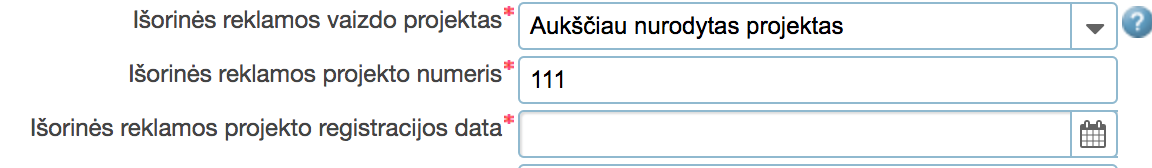 Išorinės reklamos vaizdo projektas* Aukščiau nurodytas projektas ?
Išorinės reklamos projekto numeris* 111
Išorinės reklamos projekto registracijos data*